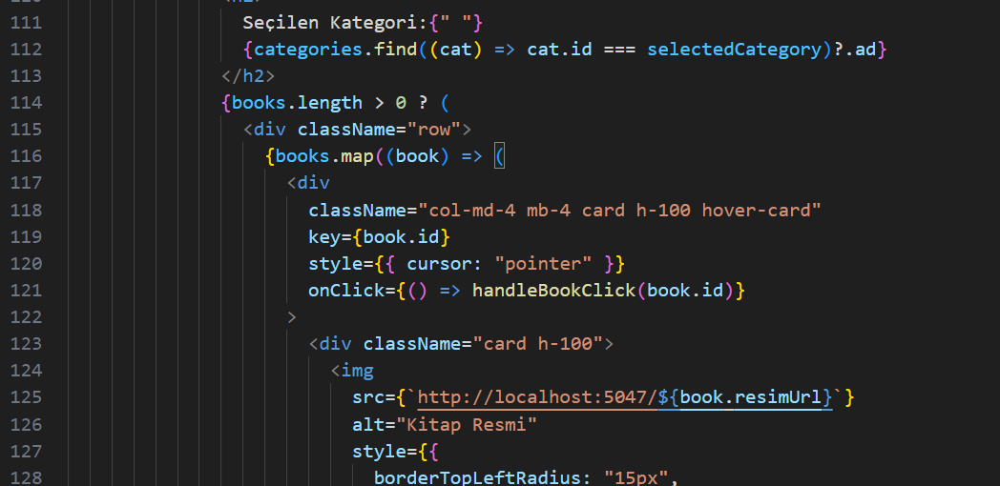 111 Seçilen Kategori:{" "}
112 {categories.find((cat) => cat.id === selectedCategory)?.ad}
113 </h2>
114 {books.length > 0 ? (
115 <div className="row">
116 {books.map((book) => (
117 <div
118 className="col-md-4 mb-4 card h-100 hover-card"
119 key={book.id}
120 style={{ cursor: "pointer" }}
121 onClick={() => handleBookClick(book.id)}
122 >
123 <div className="card h-100">
124 <img
125 src={`http://localhost:5047/${book.resimUrl}`}
126 alt="Kitap Resmi"
127 style={{
128 borderTopLeftRadius: "15px",